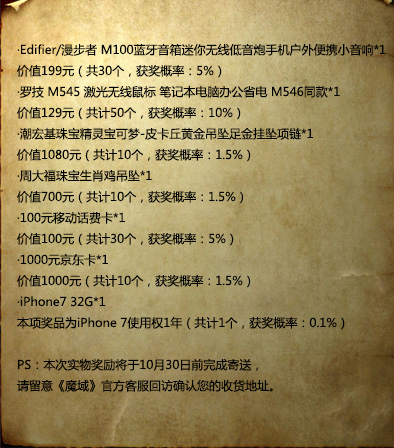 ·Edifier/漫步者 M100蓝牙音箱迷你无线低音炮手机户外便携小音响*1
价值199元（共30个，获奖概率：5%）
·罗技 M545 激光无线鼠标 笔记本电脑办公省电 M546同款*1
价值129元（共计50个，获奖概率：10%）
·潮宏基珠宝精灵宝可梦-皮卡丘黄金吊坠足金挂坠项链*1
价值1080元（共计10个，获奖概率：1.5%）
·周大福珠宝生肖鸡吊坠*1
价值700元（共计10个，获奖概率：1.5%）
·100元移动话费卡*1
价值100元（共计30个，获奖概率：5%）
·1000元京东卡*1
价值1000元（共计10个，获奖概率：1.5%）
·iPhone7 32G*1
本项奖品为iPhone 7使用权1年（共计1个，获奖概率：0.1%）
PS：本次实物奖励将于10月30日前完成寄送，
请留意《魔域》官方客服回访确认您的收货地址。